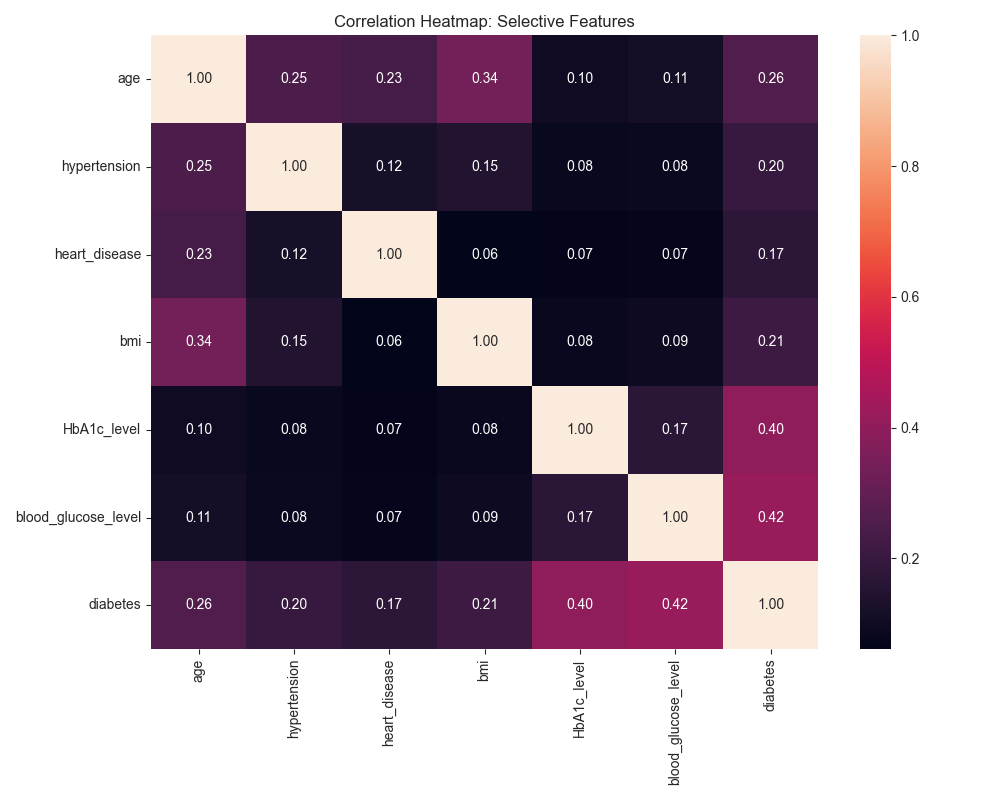 Correlation Heatmap: Selective Features
age 1.00 0.25 0.23 0.34 0.10 0.11 0.26
hypertension 0.25 1.00 0.12 0.15 0.08 0.08 0.20
heart_disease 0.23 0.12 1.00 0.06 0.07 0.07 0.17
bmi 0.34 0.15 0.06 1.00 0.08 0.09 0.21
HbA1c_level 0.10 0.08 0.07 0.08 1.00 0.17 0.40
blood_glucose_level 0.11 0.08 0.07 0.09 0.17 1.00 0.42
diabetes 0.26 0.20 0.17 0.21 0.40 0.42 1.00
age
hypertension
heart_disease
bmi
HbA1c_level
blood_glucose_level
diabetes
1.0
0.8
0.6
0.4
0.2